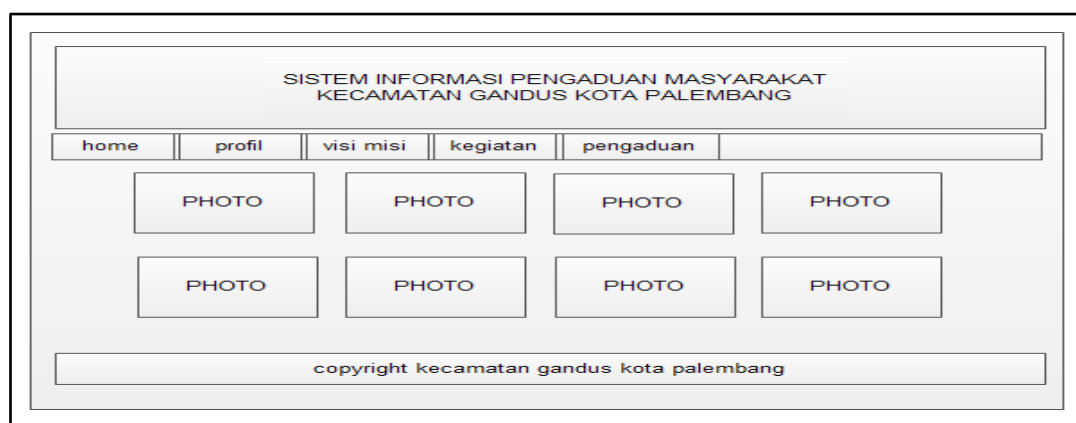 SISTEM INFORMASI PENGADUAN MASYARAKAT
KECAMATAN GANDUS KOTA PALEMBANG
home profil visi misi kegiatan pengaduan
PHOTO PHOTO PHOTO PHOTO
PHOTO PHOTO PHOTO PHOTO
copyright kecamatan gandus kota palembang